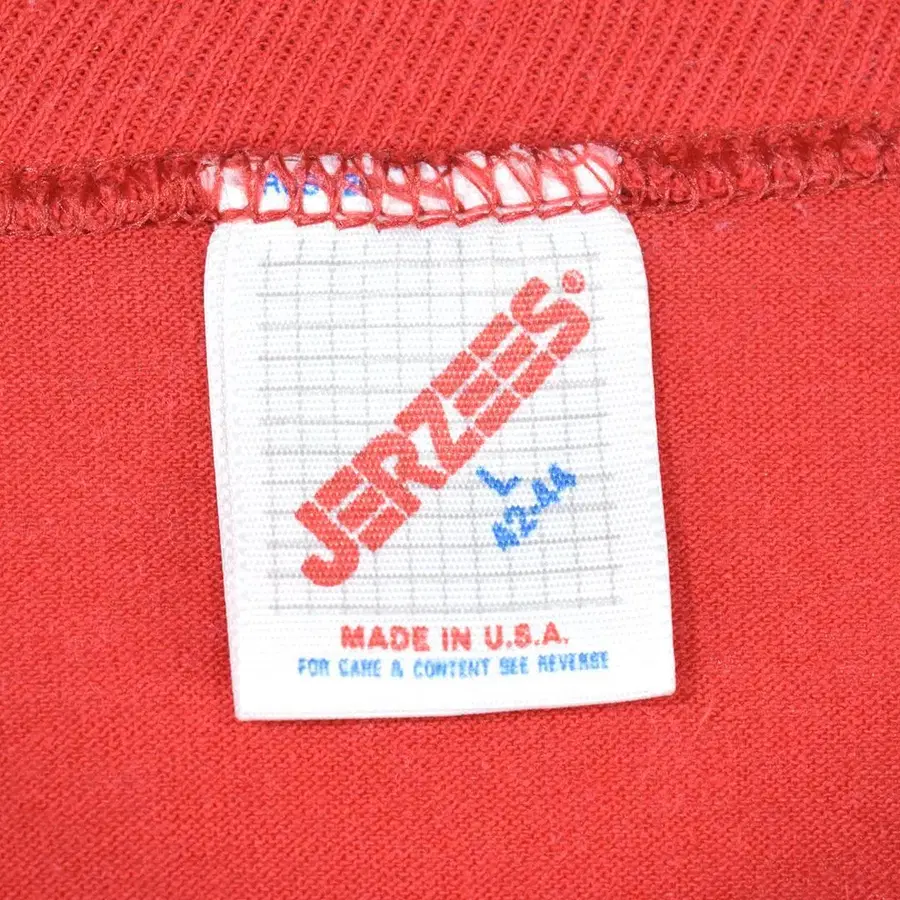 JERZEES
L
42-44
MADE IN U.S.A.
FOR CARE & CONTENT SEE REVERSE